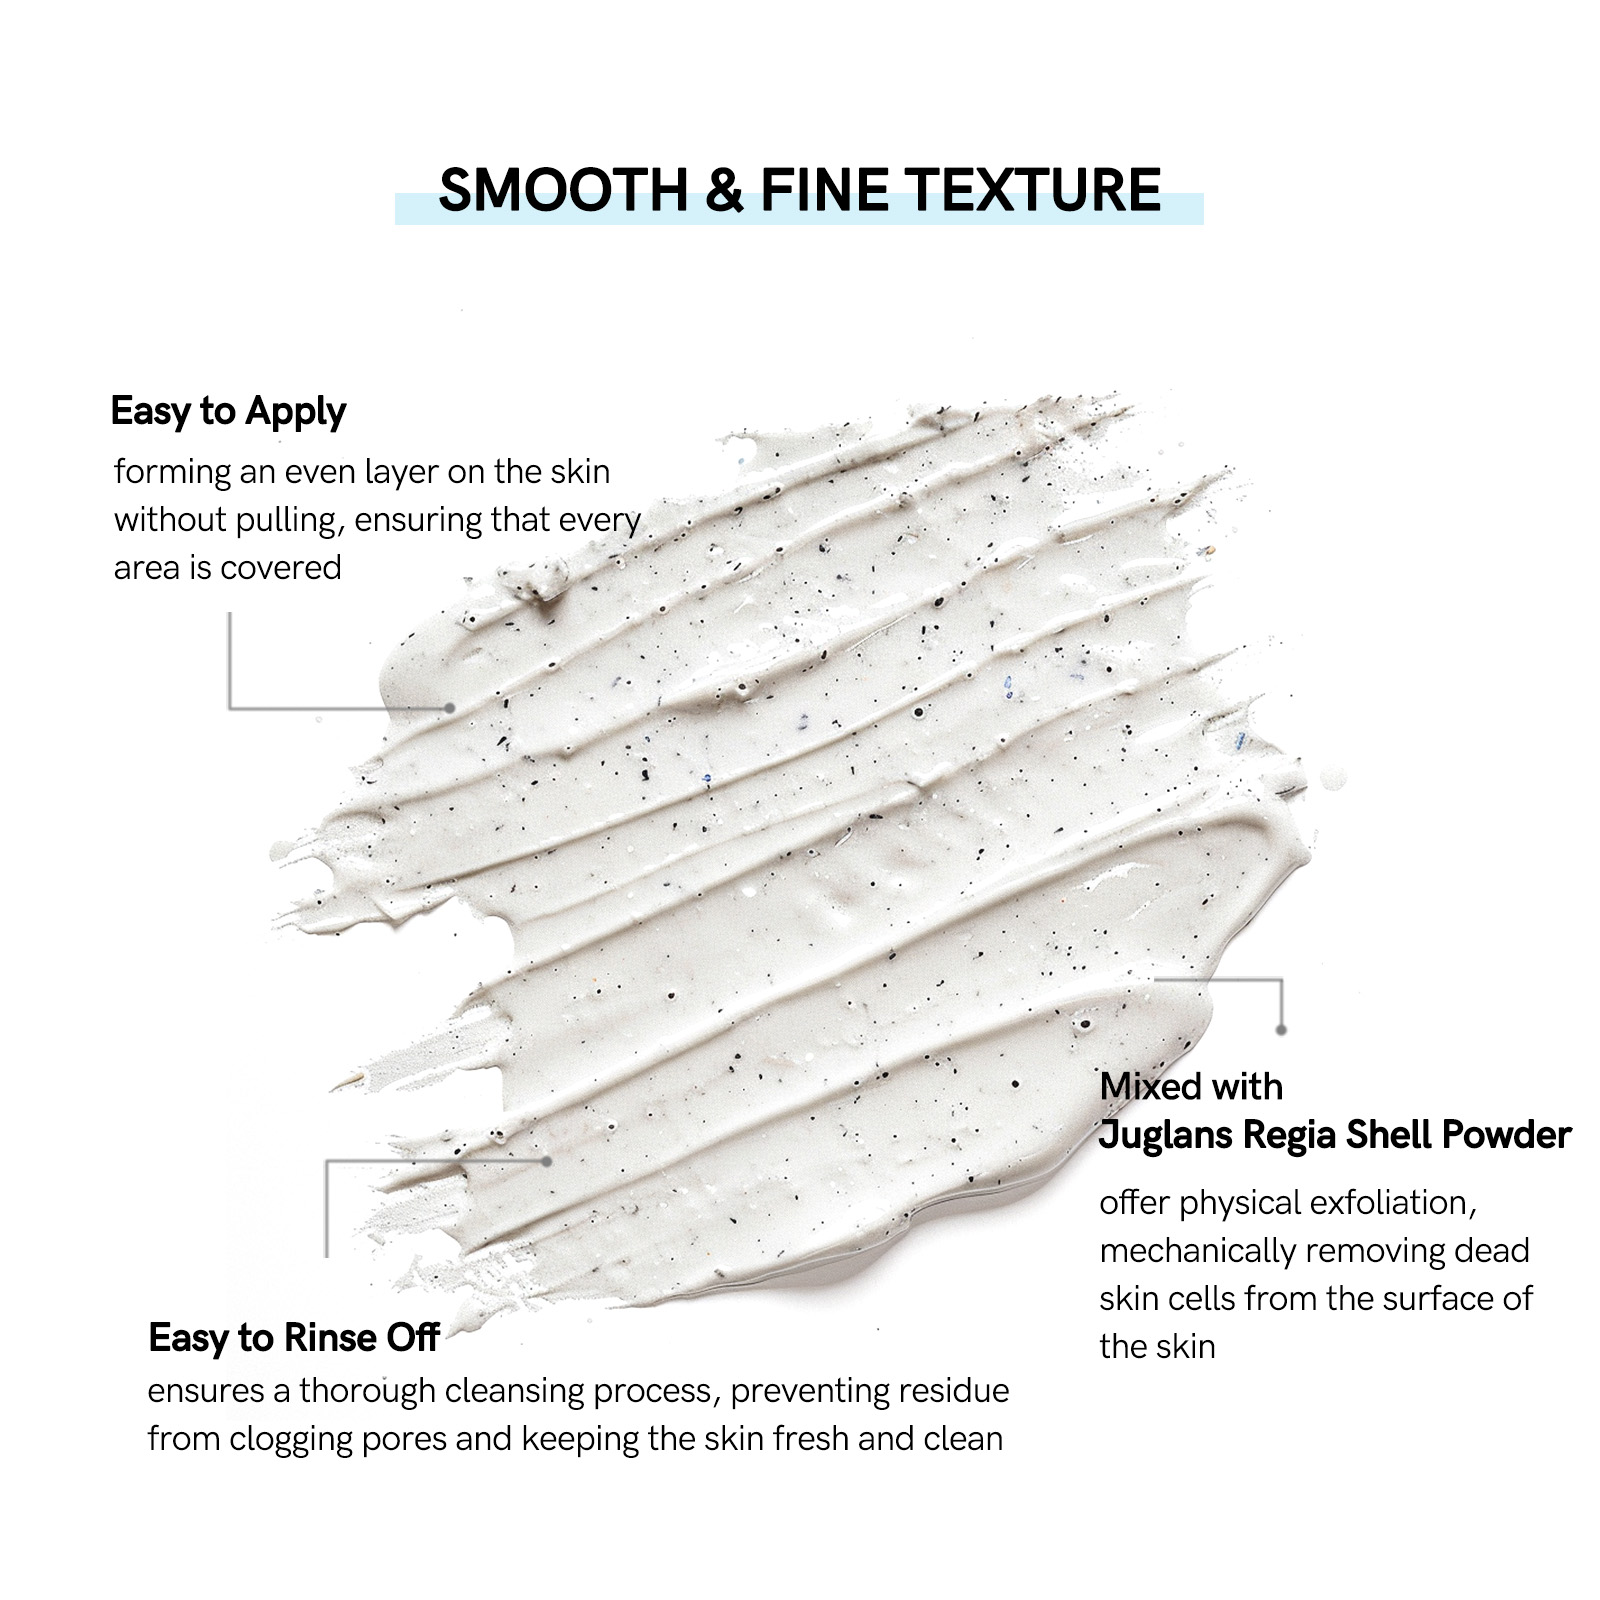 SMOOTH & FINE TEXTURE
Easy to Apply
forming an even layer on the skin
without pulling, ensuring that every
area is covered
Mixed with
Juglans Regia Shell Powder
offer physical exfoliation,
mechanically removing dead
skin cells from the surface of
the skin
Easy to Rinse Off
ensures a thorough cleansing process, preventing residue
from clogging pores and keeping the skin fresh and clean